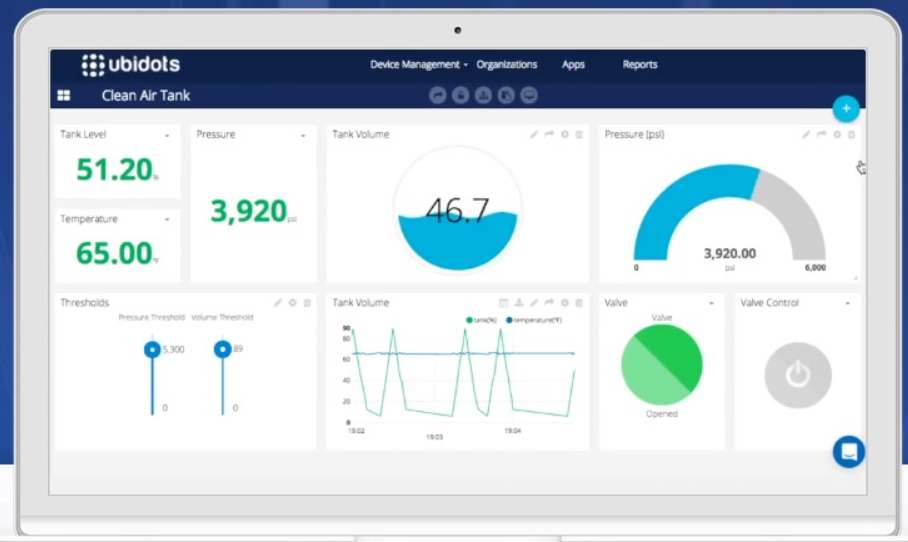 ubidots
Device Management Organizations Apps Reports
Clean Air Tank
+
Tank Level
51.20
%
Temperature
65.00
°F
Pressure
3,920 psi
Tank Volume
46.7
Pressure (psi)
3,920.00
psi
0
6,000
Thresholds
Pressure Threshold Volume Threshold
5,300
89
0
0
Tank Volume
tank(%) temperature(°F)
90
80
60
40
20
0
19:02
19:03
19:04
Valve
Valve
Opened
Valve Control